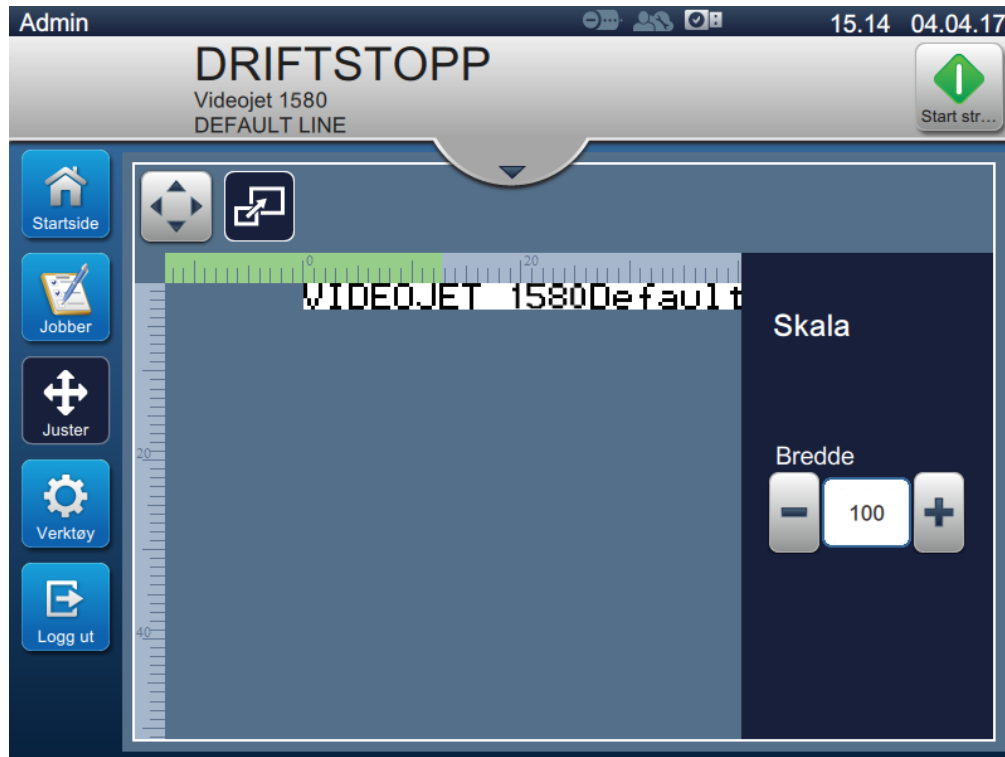 Admin 15.14 04.04.17
DRIFTSTOPP
Videojet 1580
DEFAULT LINE
Start str...
Startside
Jobber
Juster
Verktøy
Logg ut
0 20
VIDEOJET 1580Default
20
40
Skala
Bredde
100